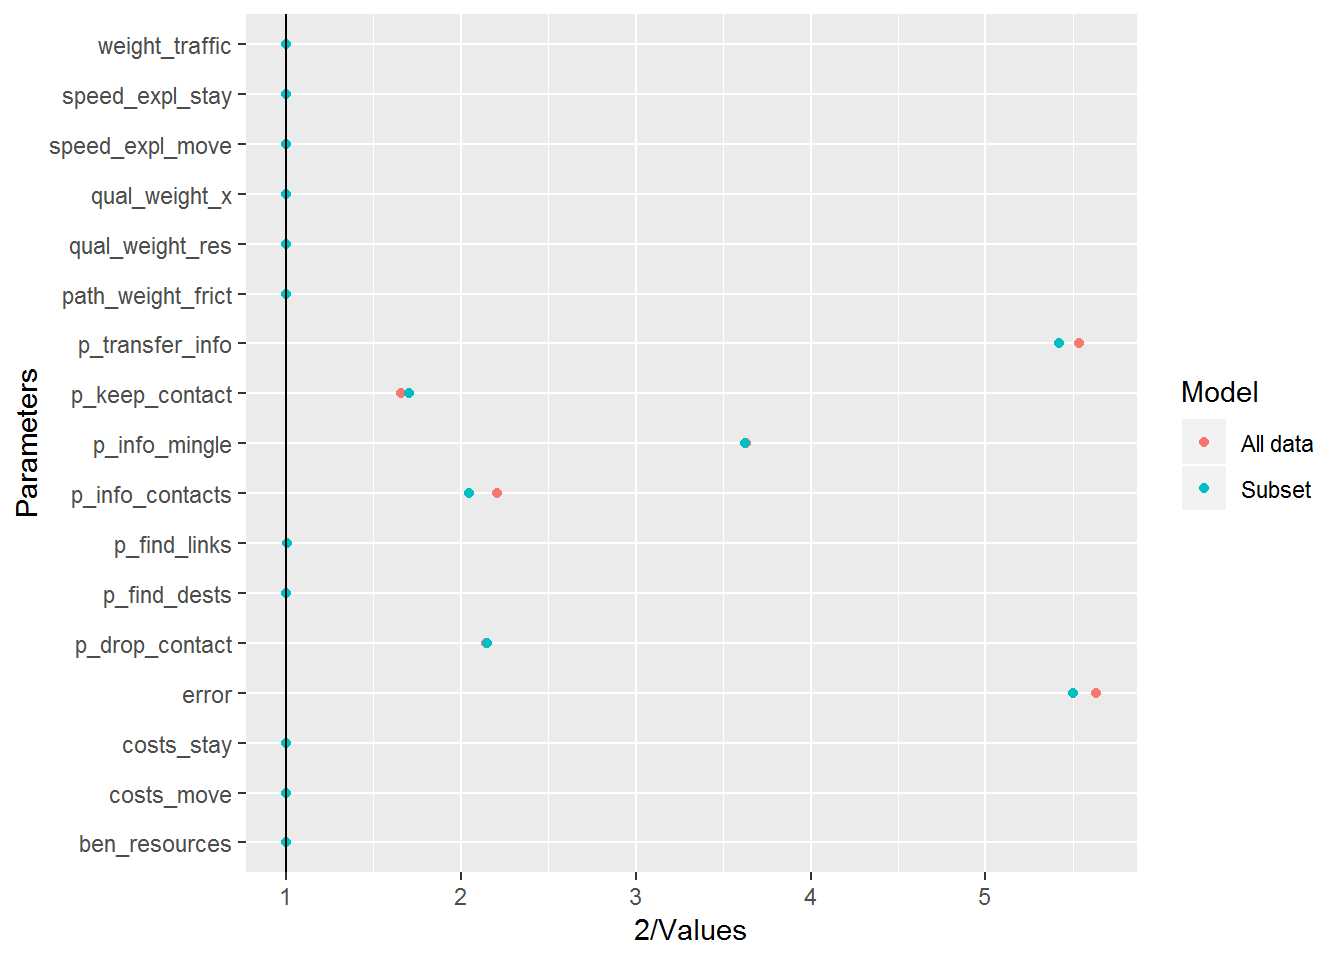 weight_traffic
speed_expl_stay
speed_expl_move
qual_weight_x
qual_weight_res
path_weight_frict
p_transfer_info
p_keep_contact
p_info_mingle
p_info_contacts
p_find_links
p_find_dests
p_drop_contact
error
costs_stay
costs_move
ben_resources
Parameters
1 2 3 4 5
2/Values
Model
All data
Subset